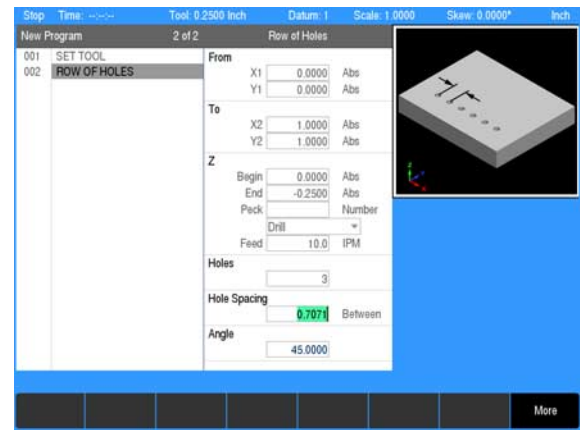 Stop Time: --:--:-- Tool: 0.2500 Inch Datum: 1 Scale: 1.0000 Skew: 0.0000° Inch
New Program 2 of 2 Row of Holes
001 SET TOOL
002 ROW OF HOLES
From
X1 0.0000 Abs
Y1 0.0000 Abs
To
X2 1.0000 Abs
Y2 1.0000 Abs
Z
Begin 0.0000 Abs
End -0.2500 Abs
Peck Number
Drill
Feed 10.0 IPM
Holes
3
Hole Spacing
0.7071 Between
Angle
45.0000
More